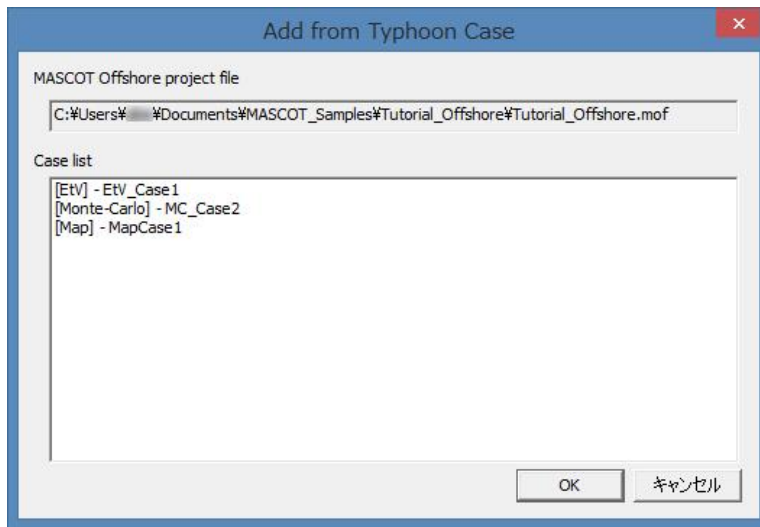 Add from Typhoon Case
MASCOT Offshore project file
C:¥Users¥ ¥Documents¥MASCOT_Samples¥Tutorial_Offshore¥Tutorial_Offshore.mof
Case list
[EtV] - EtV_Case1
[Monte-Carlo] - MC_Case2
[Map] - MapCase1
OK キャンセル